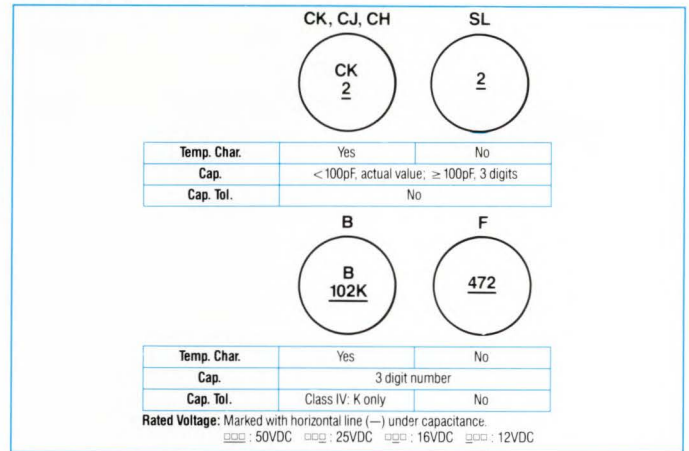 CK, CJ, CH SL
CK
2
2
Temp. Char. Yes No
Cap. <100pF, actual value; ≥100pF, 3 digits
Cap. Tol. No
B F
B
102K
472
Temp. Char. Yes No
Cap. 3 digit number
Cap. Tol. Class IV: K only No
Rated Voltage: Marked with horizontal line (—) under capacitance.
□□□ : 50VDC □□□ : 25VDC □□□ : 16VDC □□□ : 12VDC